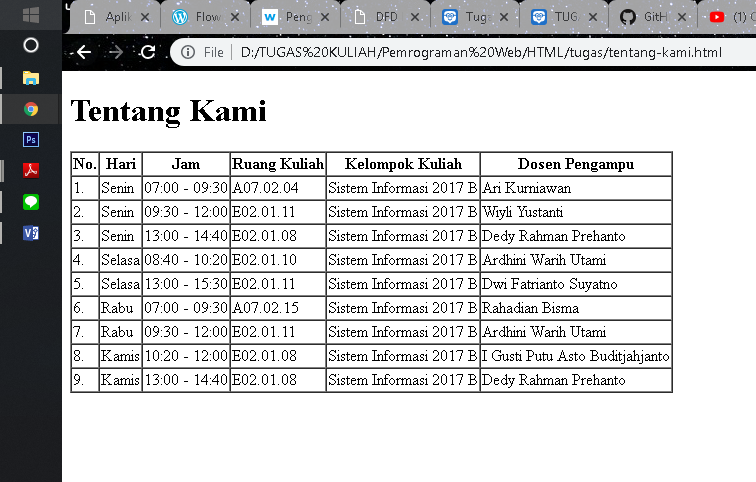 Aplik
Flow
Peng
DFD
Tug
TUG
GitH
(1)
File | D:/TUGAS%20KULIAH/Pemrograman%20Web/HTML/tugas/tentang-kami.html
Tentang Kami
No. Hari Jam Ruang Kuliah Kelompok Kuliah Dosen Pengampu
1. Senin 07:00 - 09:30 A07.02.04 Sistem Informasi 2017 B Ari Kurniawan
2. Senin 09:30 - 12:00 E02.01.11 Sistem Informasi 2017 B Wiyli Yustanti
3. Senin 13:00 - 14:40 E02.01.08 Sistem Informasi 2017 B Dedy Rahman Prehanto
4. Selasa 08:40 - 10:20 E02.01.10 Sistem Informasi 2017 B Ardhini Warih Utami
5. Selasa 13:00 - 15:30 E02.01.11 Sistem Informasi 2017 B Dwi Fatrianto Suyatno
6. Rabu 07:00 - 09:30 A07.02.15 Sistem Informasi 2017 B Rahadian Bisma
7. Rabu 09:30 - 12:00 E02.01.11 Sistem Informasi 2017 B Ardhini Warih Utami
8. Kamis 10:20 - 12:00 E02.01.08 Sistem Informasi 2017 B I Gusti Putu Asto Buditjahjanto
9. Kamis 13:00 - 14:40 E02.01.08 Sistem Informasi 2017 B Dedy Rahman Prehanto